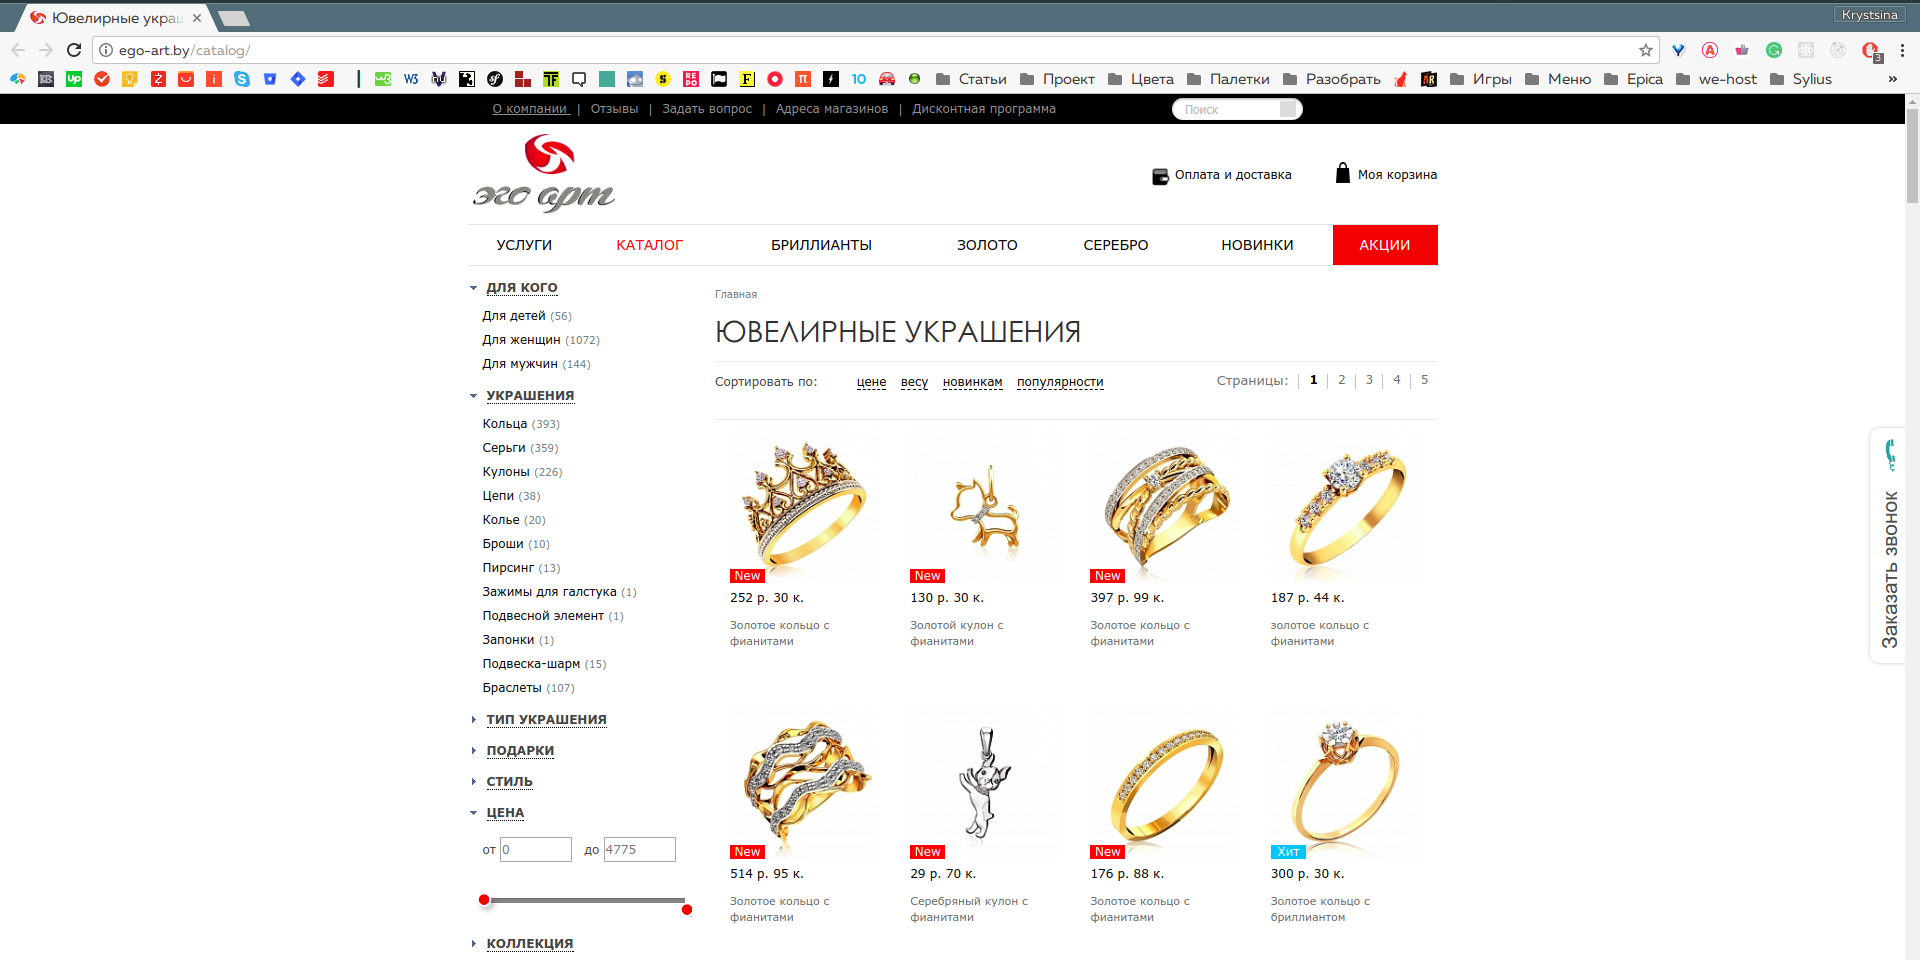 Ювелирные украш
Krystsina
ego-art.by/catalog/
Статьи Проект Цвета Палетки Разобрать Игры Меню Epica we-host Sylius »
О компании | Отзывы | Задать вопрос | Адреса магазинов | Дисконтная программа
Поиск
эго арт
Оплата и доставка
Моя корзина
УСЛУГИ КАТАЛОГ БРИЛЛИАНТЫ ЗОЛОТО СЕРЕБРО НОВИНКИ АКЦИИ
ДЛЯ КОГО
Для детей (56)
Для женщин (1072)
Для мужчин (144)
УКРАШЕНИЯ
Кольца (393)
Серьги (359)
Кулоны (226)
Цепи (38)
Колье (20)
Броши (10)
Пирсинг (13)
Зажимы для галстука (1)
Подвесной элемент (1)
Запонки (1)
Подвеска-шарм (15)
Браслеты (107)
ТИП УКРАШЕНИЯ
ПОДАРКИ
СТИЛЬ
ЦЕНА
от 0 до 4775
КОЛЛЕКЦИЯ
Главная
ЮВЕЛИРНЫЕ УКРАШЕНИЯ
Сортировать по: цене весу новинкам популярности
Страницы: 1 2 3 4 5
New
252 р. 30 к.
Золотое кольцо с
фианитами
New
130 р. 30 к.
Золотой кулон с
фианитами
New
397 р. 99 к.
Золотое кольцо с
фианитами
187 р. 44 к.
золотое кольцо с
фианитами
New
514 р. 95 к.
Золотое кольцо с
фианитами
New
29 р. 70 к.
Серебряный кулон с
фианитами
New
176 р. 88 к.
Золотое кольцо с
фианитами
Хит
300 р. 30 к.
Золотое кольцо с
бриллиантом
Заказать звонок